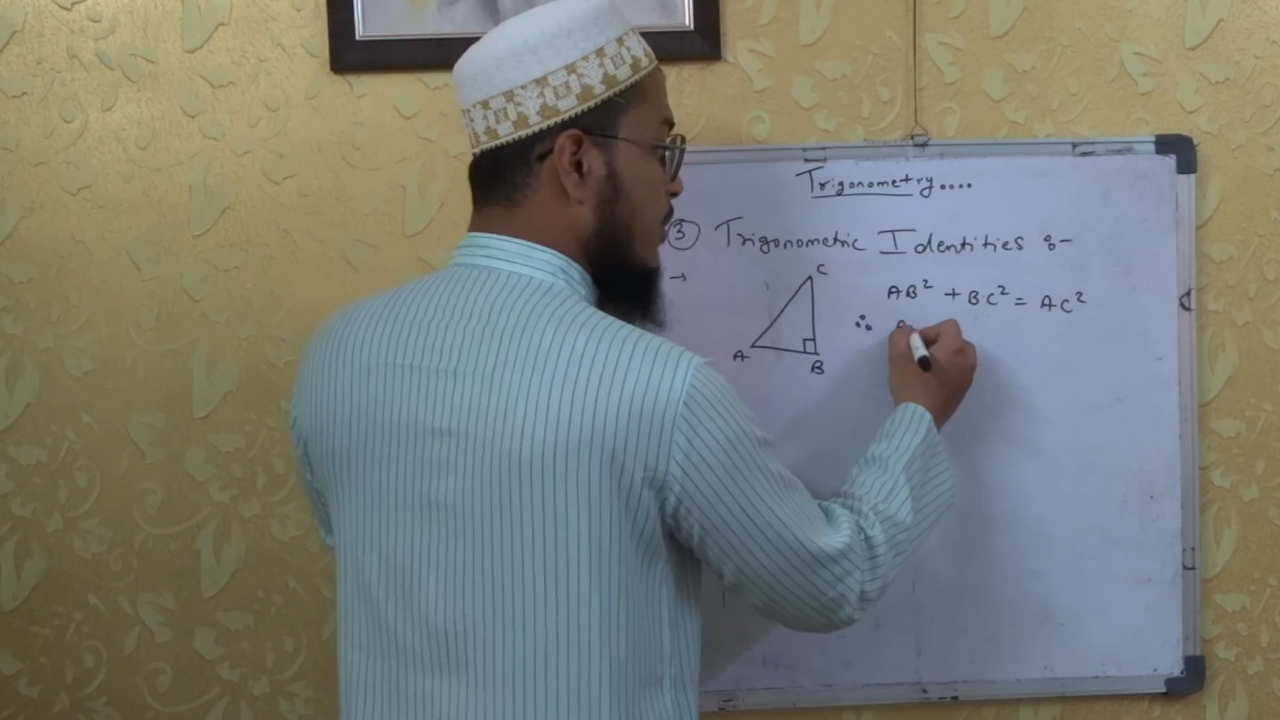 Trigonometry....
③ Trigonometric Identities :-
→
C
AB² + BC² = AC²
∴
A
B